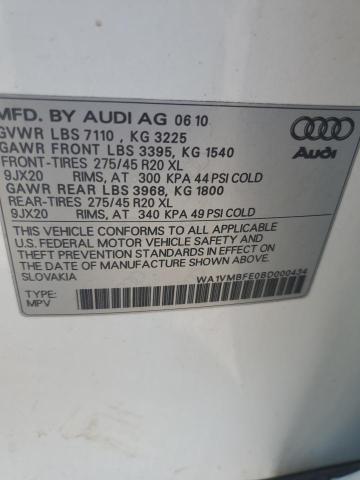 MFD. BY AUDI AG 06 10
GVWR LBS 7110, KG 3225
GAWR FRONT LBS 3395, KG 1540
FRONT-TIRES 275/45 R20 XL
9JX20 RIMS, AT 300 KPA 44 PSI COLD
GAWR REAR LBS 3968, KG 1800
REAR-TIRES 275/45 R20 XL
9JX20 RIMS, AT 340 KPA 49 PSI COLD
THIS VEHICLE CONFORMS TO ALL APPLICABLE
U.S. FEDERAL MOTOR VEHICLE SAFETY AND
THEFT PREVENTION STANDARDS IN
EFFECT ON THE DATE OF MANUFACTURE
SLOVAKIA
WA1VMBFE0BD000434
TYPE:
MPV
Audi